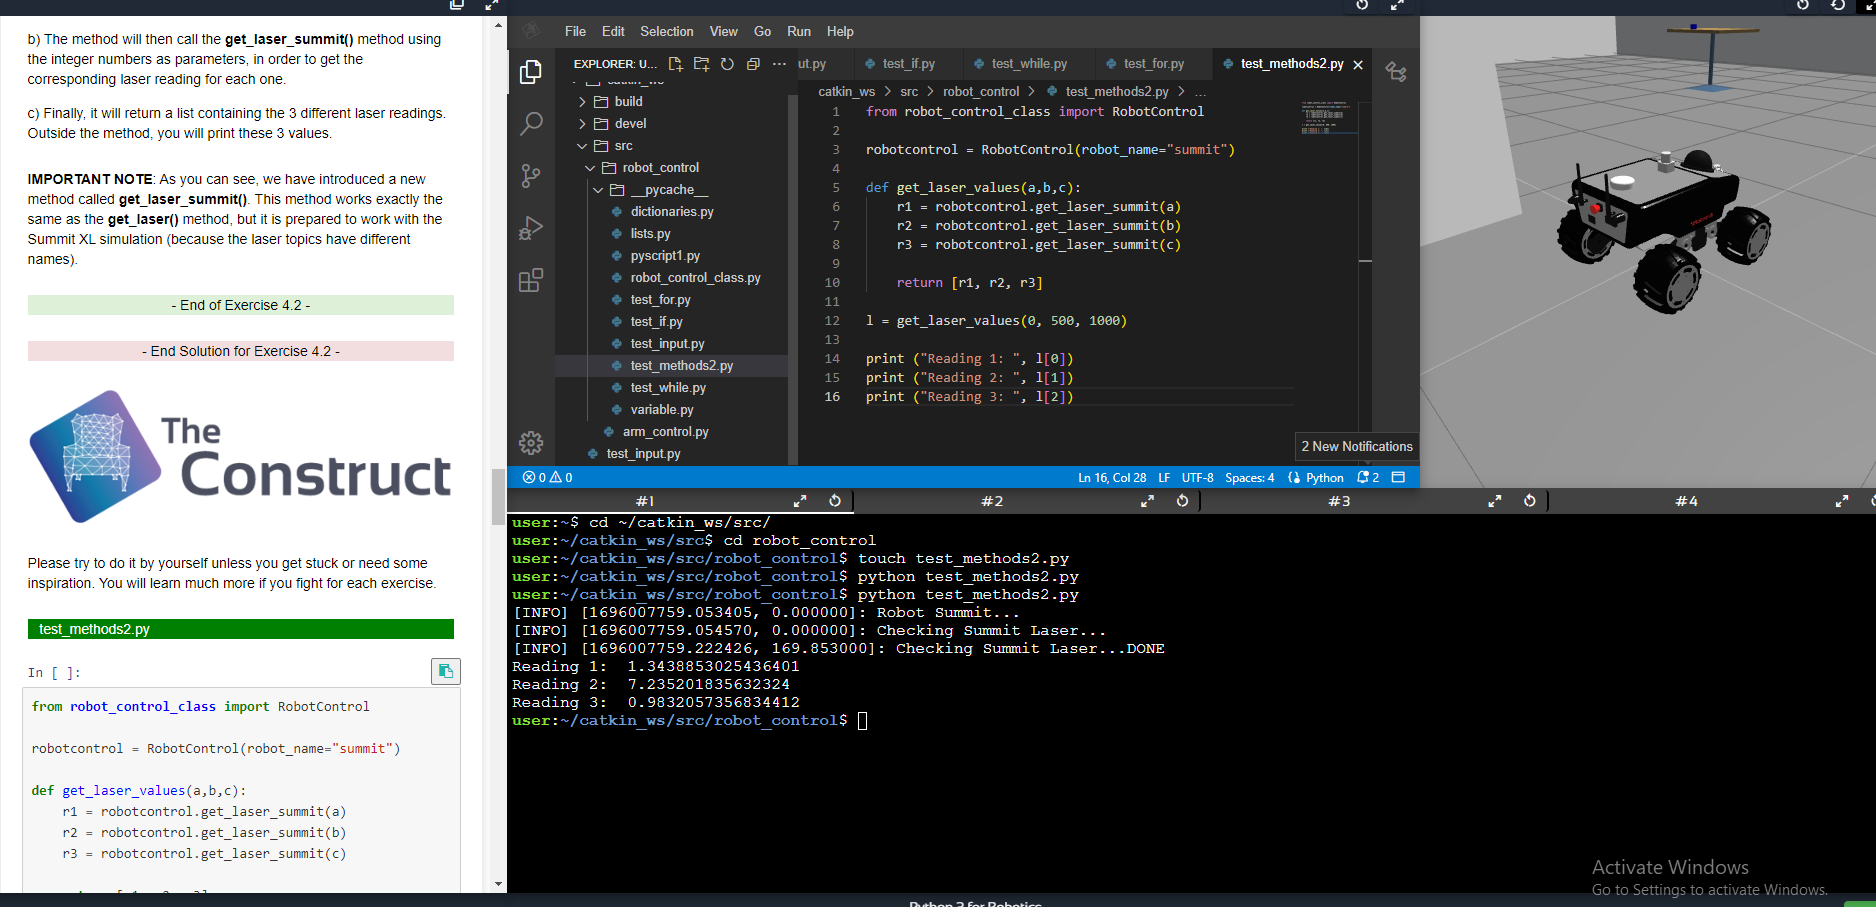 b) The method will then call the get_laser_summit() method using
the integer numbers as parameters, in order to get the
corresponding laser reading for each one.
c) Finally, it will return a list containing the 3 different laser readings.
Outside the method, you will print these 3 values.
IMPORTANT NOTE: As you can see, we have introduced a new
method called get_laser_summit(). This method works exactly the
same as the get_laser() method, but it is prepared to work with the
Summit XL simulation (because the laser topics have different
names).
- End of Exercise 4.2 -
- End Solution for Exercise 4.2 -
The
Construct
Please try to do it by yourself unless you get stuck or need some
inspiration. You will learn much more if you fight for each exercise.
test_methods2.py
In [ ]:
from robot_control_class import RobotControl
robotcontrol = RobotControl(robot_name="summit")
def get_laser_values(a,b,c):
r1 = robotcontrol.get_laser_summit(a)
r2 = robotcontrol.get_laser_summit(b)
r3 = robotcontrol.get_laser_summit(c)
File Edit Selection View Go Run Help
EXPLORER: U...
build
devel
src
robot_control
__pycache__
dictionaries.py
lists.py
pyscript1.py
robot_control_class.py
test_for.py
test_if.py
test_input.py
test_methods2.py
test_while.py
variable.py
arm_control.py
test_input.py
ut.py test_if.py test_while.py test_for.py test_methods2.py
catkin_ws > src > robot_control > test_methods2.py > ...
1 from robot_control_class import RobotControl
2
3 robotcontrol = RobotControl(robot_name="summit")
4
5 def get_laser_values(a,b,c):
6 r1 = robotcontrol.get_laser_summit(a)
7 r2 = robotcontrol.get_laser_summit(b)
8 r3 = robotcontrol.get_laser_summit(c)
9
10 return [r1, r2, r3]
11
12 l = get_laser_values(0, 500, 1000)
13
14 print ("Reading 1: ", l[0])
15 print ("Reading 2: ", l[1])
16 print ("Reading 3: ", l[2])
2 New Notifications
0 0 Ln 16, Col 28 LF UTF-8 Spaces: 4 Python 2
#1 #2 #3 #4
user:~$ cd ~/catkin_ws/src/
user:~/catkin_ws/src$ cd robot_control
user:~/catkin_ws/src/robot_control$ touch test_methods2.py
user:~/catkin_ws/src/robot_control$ python test_methods2.py
user:~/catkin_ws/src/robot_control$ python test_methods2.py
[INFO] [1696007759.053405, 0.000000]: Robot Summit...
[INFO] [1696007759.054570, 0.000000]: Checking Summit Laser...
[INFO] [1696007759.222426, 169.853000]: Checking Summit Laser...DONE
Reading 1: 1.3438853025436401
Reading 2: 7.235201835632324
Reading 3: 0.9832057356834412
user:~/catkin_ws/src/robot_control$
Activate Windows
Go to Settings to activate Windows.
Python 3 for Robotics